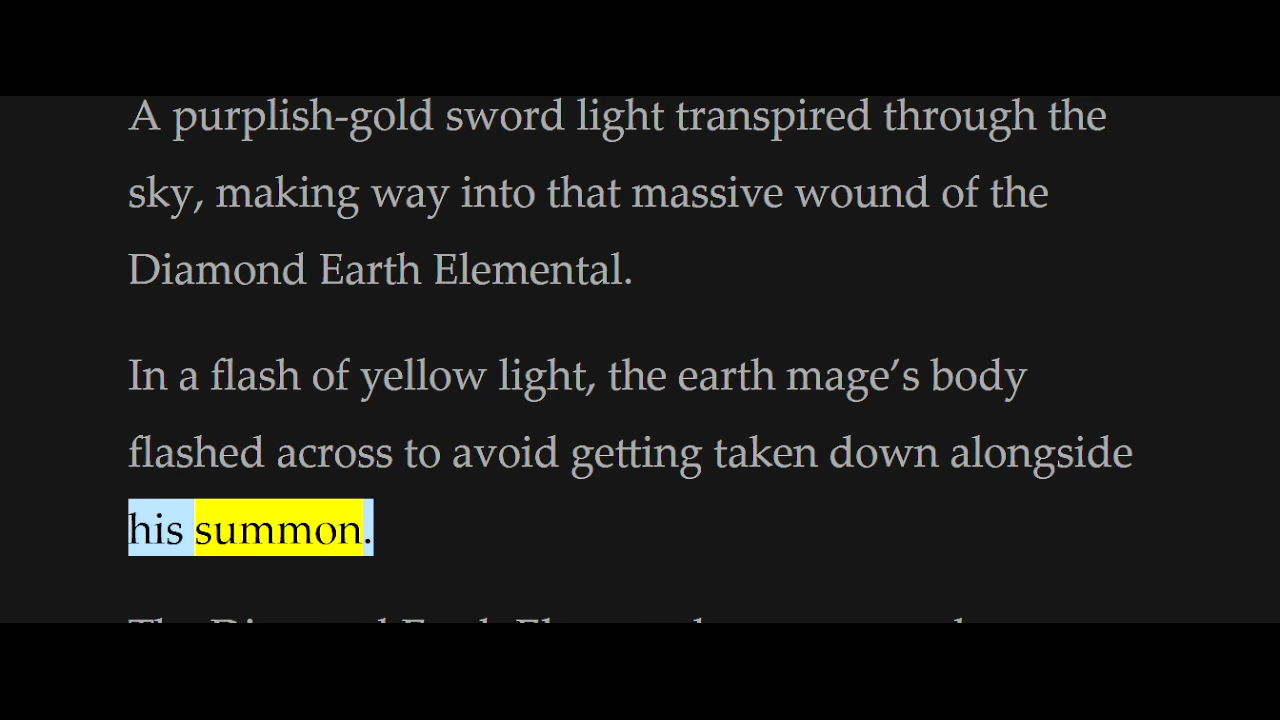 A purplish-gold sword light transpired through the
sky, making way into that massive wound of the
Diamond Earth Elemental.
In a flash of yellow light, the earth mage’s body
flashed across to avoid getting taken down alongside
his summon.